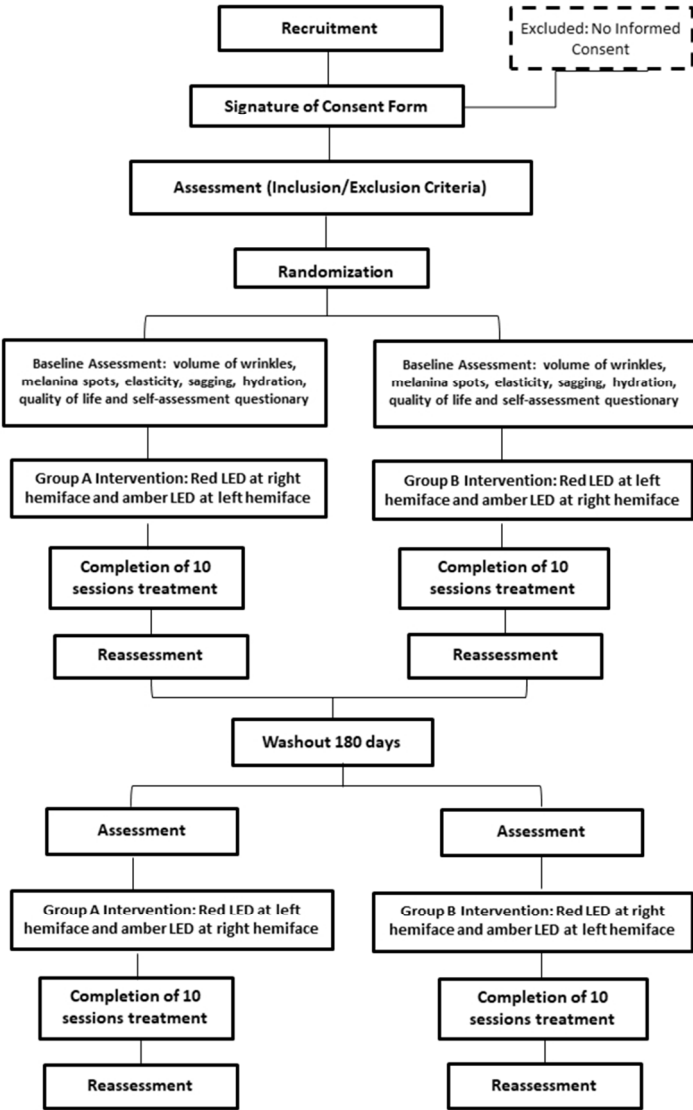 Recruitment
Excluded: No Informed
Consent
Signature of Consent Form
Assessment (Inclusion/Exclusion Criteria)
Randomization
Baseline Assessment: volume of wrinkles,
melanina spots, elasticity, sagging, hydration,
quality of life and self-assessment questionary
Baseline Assessment: volume of wrinkles,
melanina spots, elasticity, sagging, hydration,
quality of life and self-assessment questionary
Group A Intervention: Red LED at right
hemiface and amber LED at left hemiface
Group B Intervention: Red LED at left
hemiface and amber LED at right hemiface
Completion of 10
sessions treatment
Completion of 10
sessions treatment
Reassessment
Reassessment
Washout 180 days
Assessment
Assessment
Group A Intervention: Red LED at left
hemiface and amber LED at right hemiface
Group B Intervention: Red LED at right
hemiface and amber LED at left hemiface
Completion of 10
sessions treatment
Completion of 10
sessions treatment
Reassessment
Reassessment